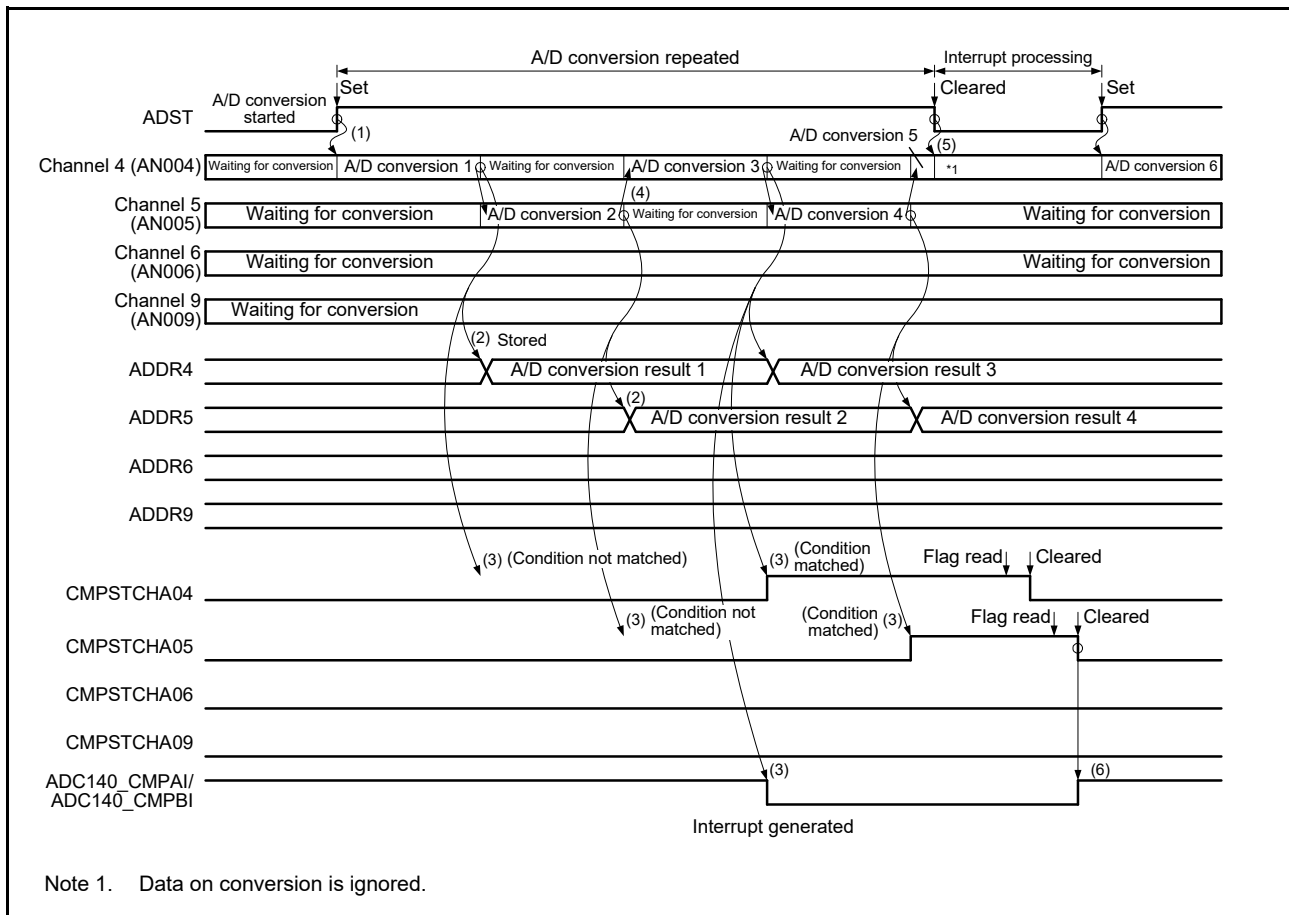 A/D conversion repeated
Interrupt processing
Set
Cleared
Set
A/D conversion
started
ADST
(1)
A/D conversion 5
(5)
Channel 4 (AN004)
Waiting for conversion
A/D conversion 1
Waiting for conversion
A/D conversion 3
Waiting for conversion
*1
A/D conversion 6
(4)
Channel 5
(AN005)
Waiting for conversion
A/D conversion 2
Waiting for conversion
A/D conversion 4
Waiting for conversion
Channel 6
(AN006)
Waiting for conversion
Waiting for conversion
Channel 9
(AN009)
Waiting for conversion
(2) Stored
ADDR4
A/D conversion result 1
A/D conversion result 3
(2)
ADDR5
A/D conversion result 2
A/D conversion result 4
ADDR6
ADDR9
(3) (Condition not matched)
(3) (Condition
matched)
Flag read
Cleared
CMPSTCHA04
(3) (Condition not
matched)
(Condition
matched) (3)
Flag read
Cleared
CMPSTCHA05
CMPSTCHA06
CMPSTCHA09
ADC140_CMPAI/
ADC140_CMPBI
(3)
(6)
Interrupt generated
Note 1. Data on conversion is ignored.